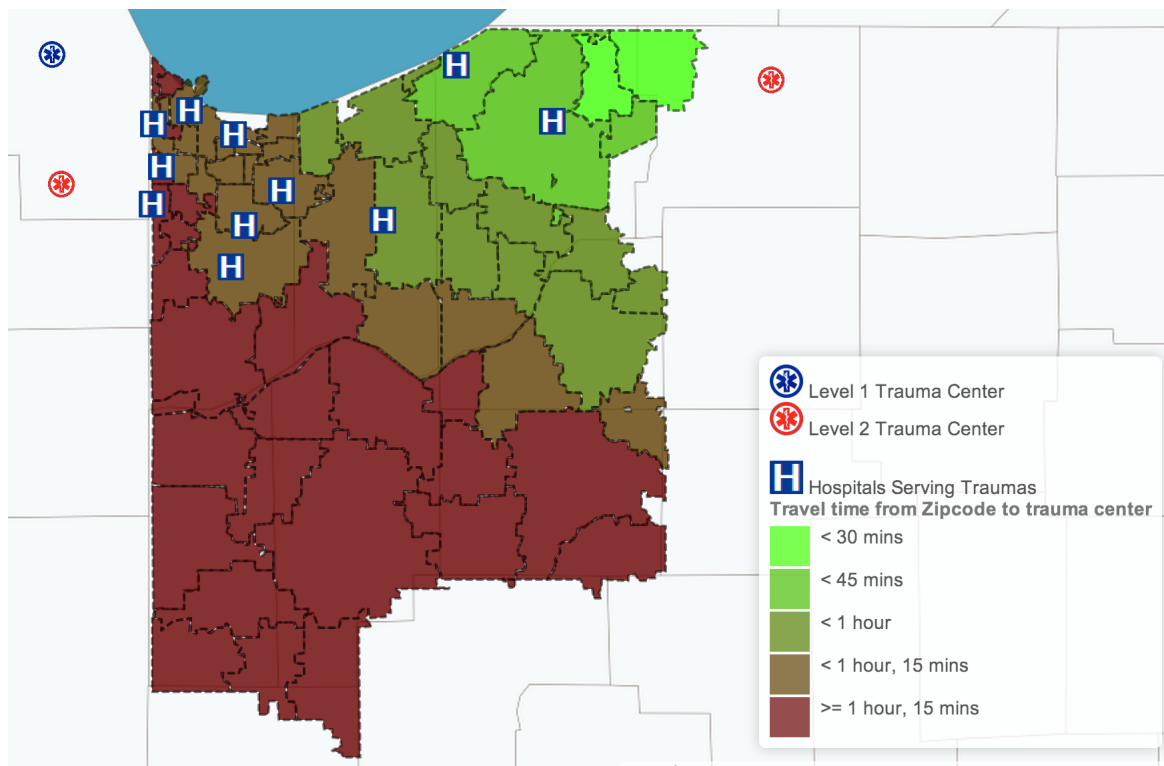 H
H
H
H
H
H
H
H
H
H
H
Level 1 Trauma Center
Level 2 Trauma Center
H Hospitals Serving Traumas
Travel time from Zipcode to trauma center
< 30 mins
< 45 mins
< 1 hour
< 1 hour, 15 mins
>= 1 hour, 15 mins